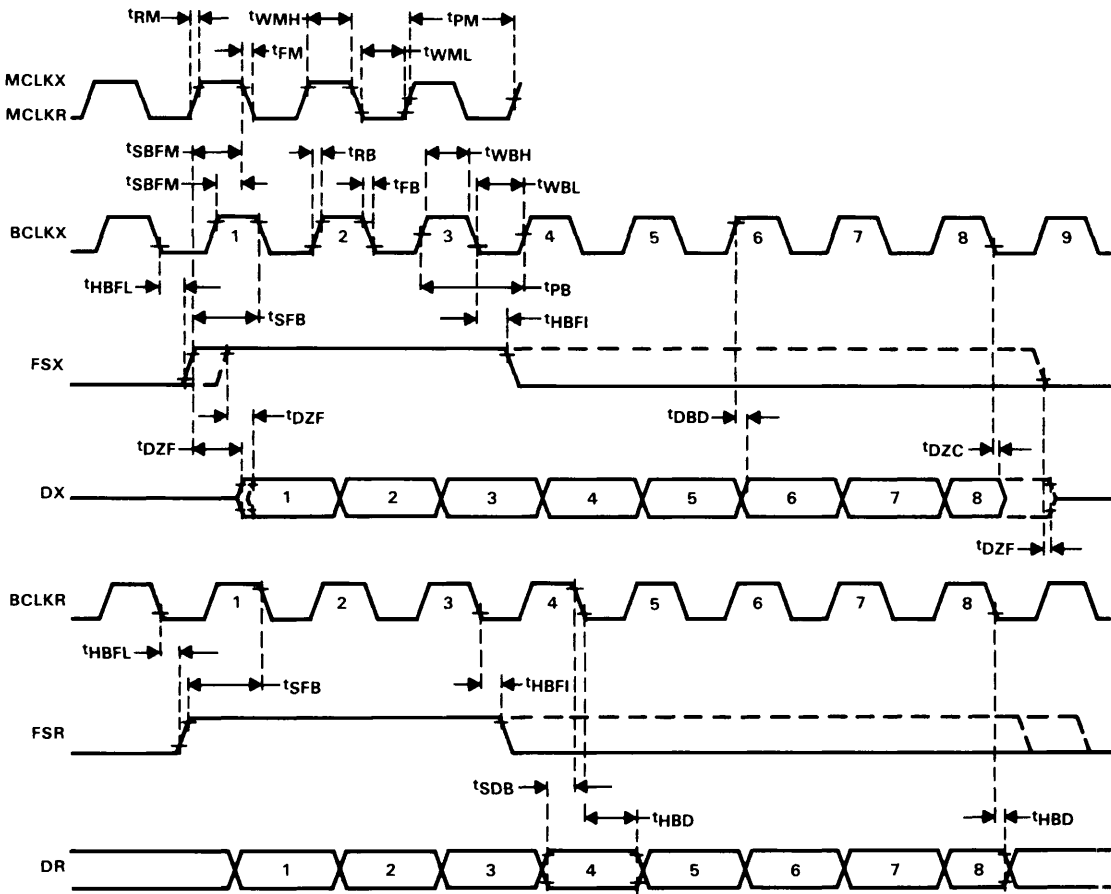 tRM tWMH tPM
tFM tWML
MCLKX
MCLKR
tSBFM tRB tWBH
tSBFM tFB tWBL
BCLKX 1 2 3 4 5 6 7 8 9
tHBFL tPB
tSFB tHBFI
FSX
tDZF tDBD
tDZF tDZC
DX 1 2 3 4 5 6 7 8
tDZF
BCLKR 1 2 3 4 5 6 7 8
tHBFL
tSFB tHBFI
FSR
tSDB
tHBD tHBD
DR 1 2 3 4 5 6 7 8